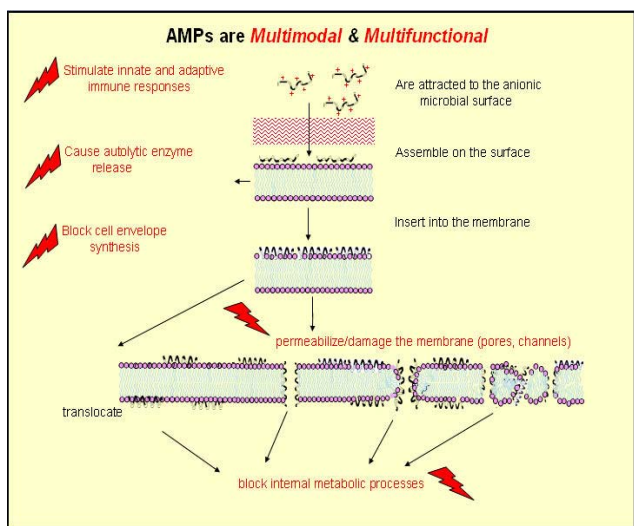 AMPs are Multimodal & Multifunctional
Stimulate innate and adaptive
immune responses
Are attracted to the anionic
microbial surface
Cause autolytic enzyme
release
Assemble on the surface
Block cell envelope
synthesis
Insert into the membrane
permeabilize/damage the membrane (pores, channels)
translocate
block internal metabolic processes